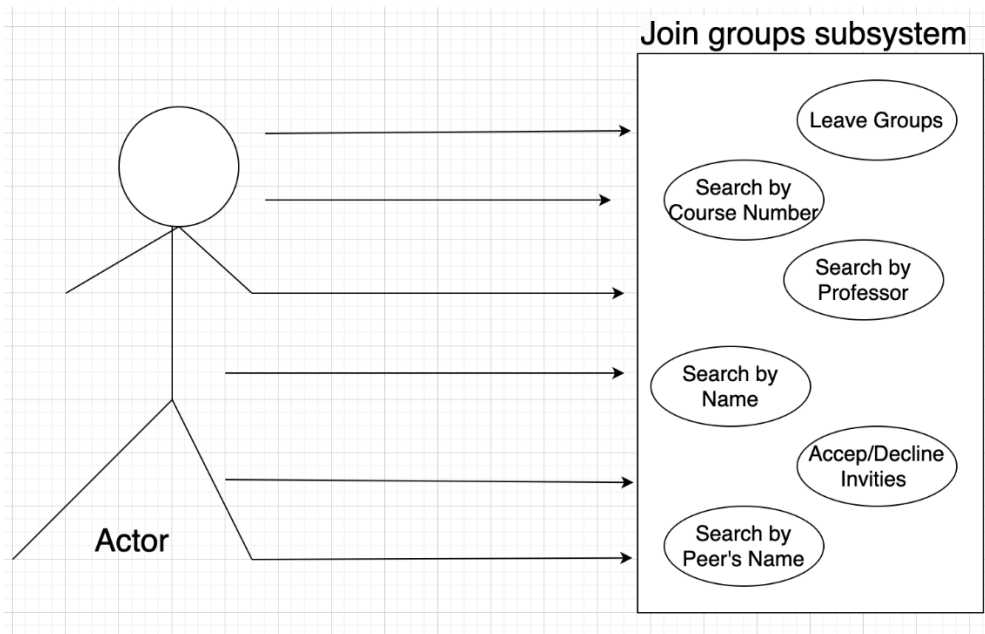 Join groups subsystem
Leave Groups
Search by
Course Number
Search by
Professor
Search by
Name
Accep/Decline
Invities
Search by
Peer's Name
Actor